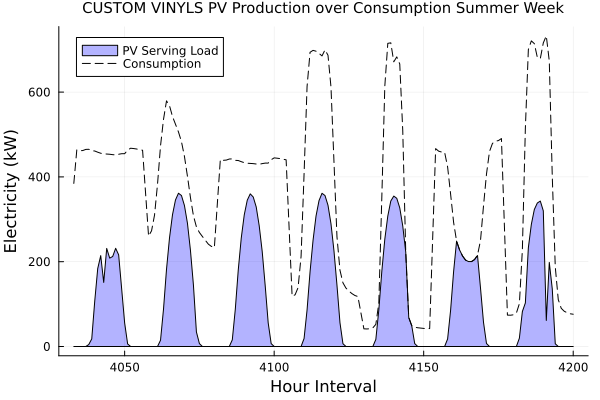 CUSTOM VINYLS PV Production over Consumption Summer Week
PV Serving Load
Consumption
Electricity (kW)
600
400
200
0
4050
4100
4150
4200
Hour Interval